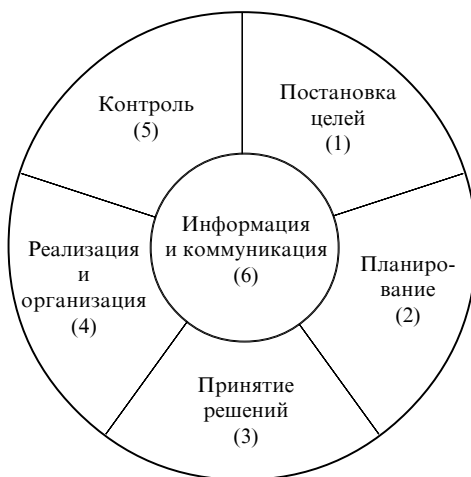 Постановка
целей
(1)
Планиро-
вание
(2)
Принятие
решений
(3)
Реализация
и
организация
(4)
Контроль
(5)
Информация
и коммуникация
(6)